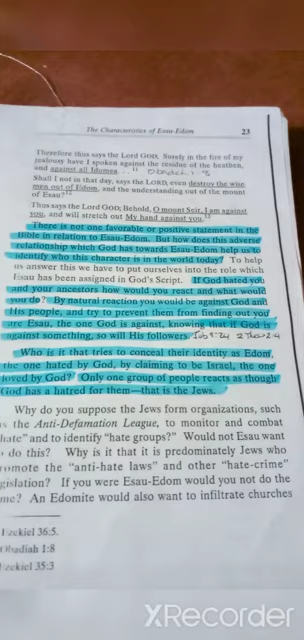 The Characteristics of Esau-Edom 23
Therefore thus says the Lord GOD, Surely in the fire of my
jealousy have I spoken against the residue of the heathen,
and against all Idumea . . .¹¹ Obadiah 1:8
Shall I not in that day, says the LORD, even destroy the wise
men out of Edom, and the understanding out of the mount
of Esau?
Thus says the Lord GOD; Behold, O mount Seir, I am against
you, and will stretch out My hand against you.
There is not one favorable or positive statement in the
Bible in relation to Esau-Edom. But how does this adverse
relationship which God has towards Esau-Edom help us to
identify who this character is in the world today? To help
us answer this we have to put ourselves into the role which
Esau has been assigned in God's Script. If God hated you
and your ancestors how would you react and what would
you do? By natural reaction you would be against God and
His people, and try to prevent them from finding out you
are Esau, the one God is against, knowing that if God is
against something, so will His followers.
Who is it that tries to conceal their identity as Edom,
the one hated by God, by claiming to be Israel, the one
loved by God? Only one group of people reacts as though
God has a hatred for them—that is the Jews.
Why do you suppose the Jews form organizations, such
as the Anti-Defamation League, to monitor and combat
hate" and to identify "hate groups?" Would not Esau want
to do this? Why is it that it is predominately Jews who
romote the "anti-hate laws" and other "hate-crime"
gislation? If you were Esau-Edom would you not do the
me? An Edomite would also want to infiltrate churches
Ezekiel 36:5.
Obadiah 1:8
Ezekiel 35:3
XRecorder